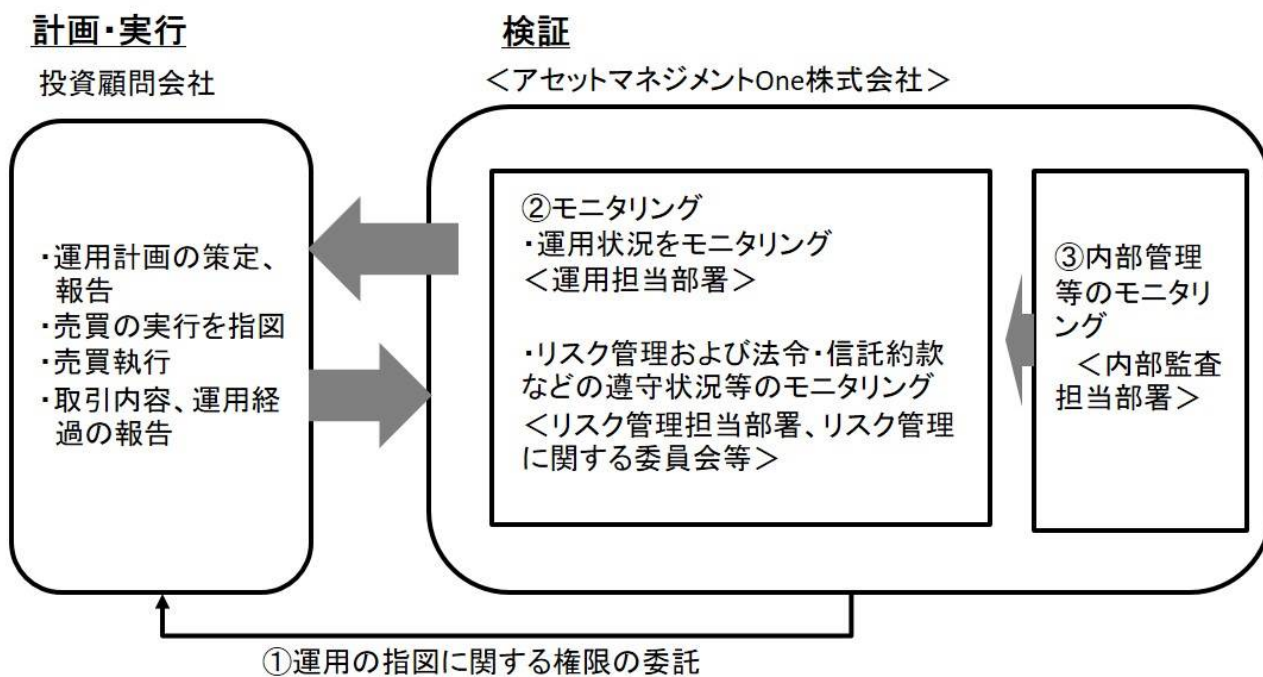 計画・実行
投資顧問会社
・運用計画の策定、
報告
・売買の実行を指図
・売買執行
・取引内容、運用経
過の報告
検証
＜アセットマネジメントOne株式会社＞
②モニタリング
・運用状況をモニタリング
＜運用担当部署＞
・リスク管理および法令・信託約款
などの遵守状況等のモニタリング
＜リスク管理担当部署、リスク管理
に関する委員会等＞
③内部管理
等のモニタリ
ング
＜内部監査
担当部署＞
①運用の指図に関する権限の委託